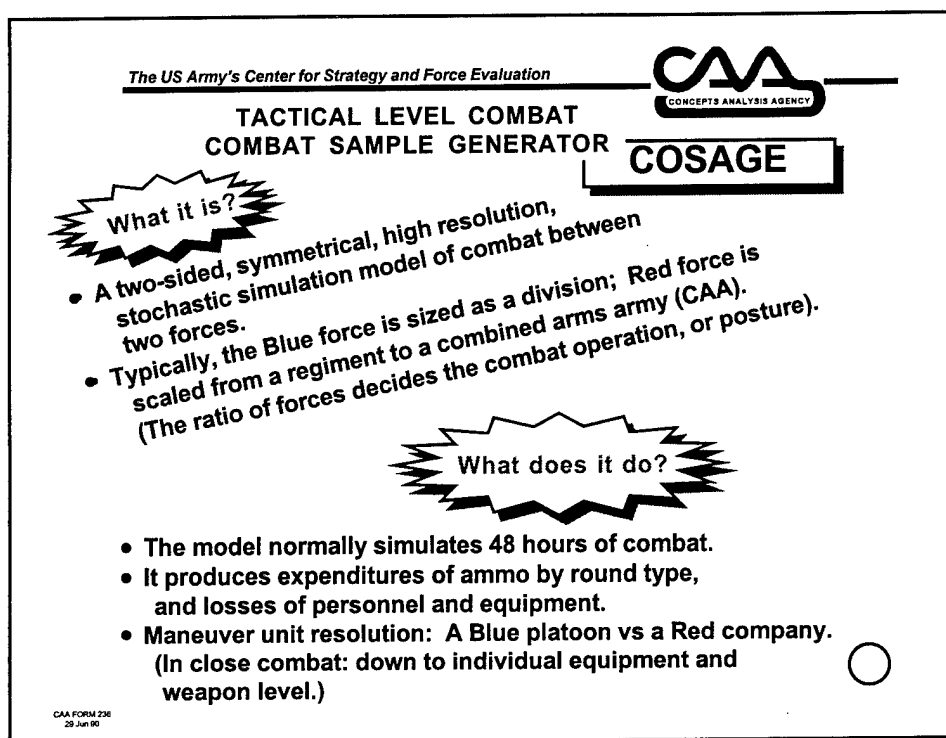 The US Army's Center for Strategy and Force Evaluation
CAA
CONCEPTS ANALYSIS AGENCY
TACTICAL LEVEL COMBAT
COMBAT SAMPLE GENERATOR
COSAGE
What it is?
• A two-sided, symmetrical, high resolution,
stochastic simulation model of combat between
two forces.
• Typically, the Blue force is sized as a division; Red force is
scaled from a regiment to a combined arms army (CAA).
(The ratio of forces decides the combat operation, or posture).
What does it do?
• The model normally simulates 48 hours of combat.
• It produces expenditures of ammo by round type,
and losses of personnel and equipment.
• Maneuver unit resolution: A Blue platoon vs a Red company.
(In close combat: down to individual equipment and
weapon level.)
CAA FORM 236
29 Jun 90